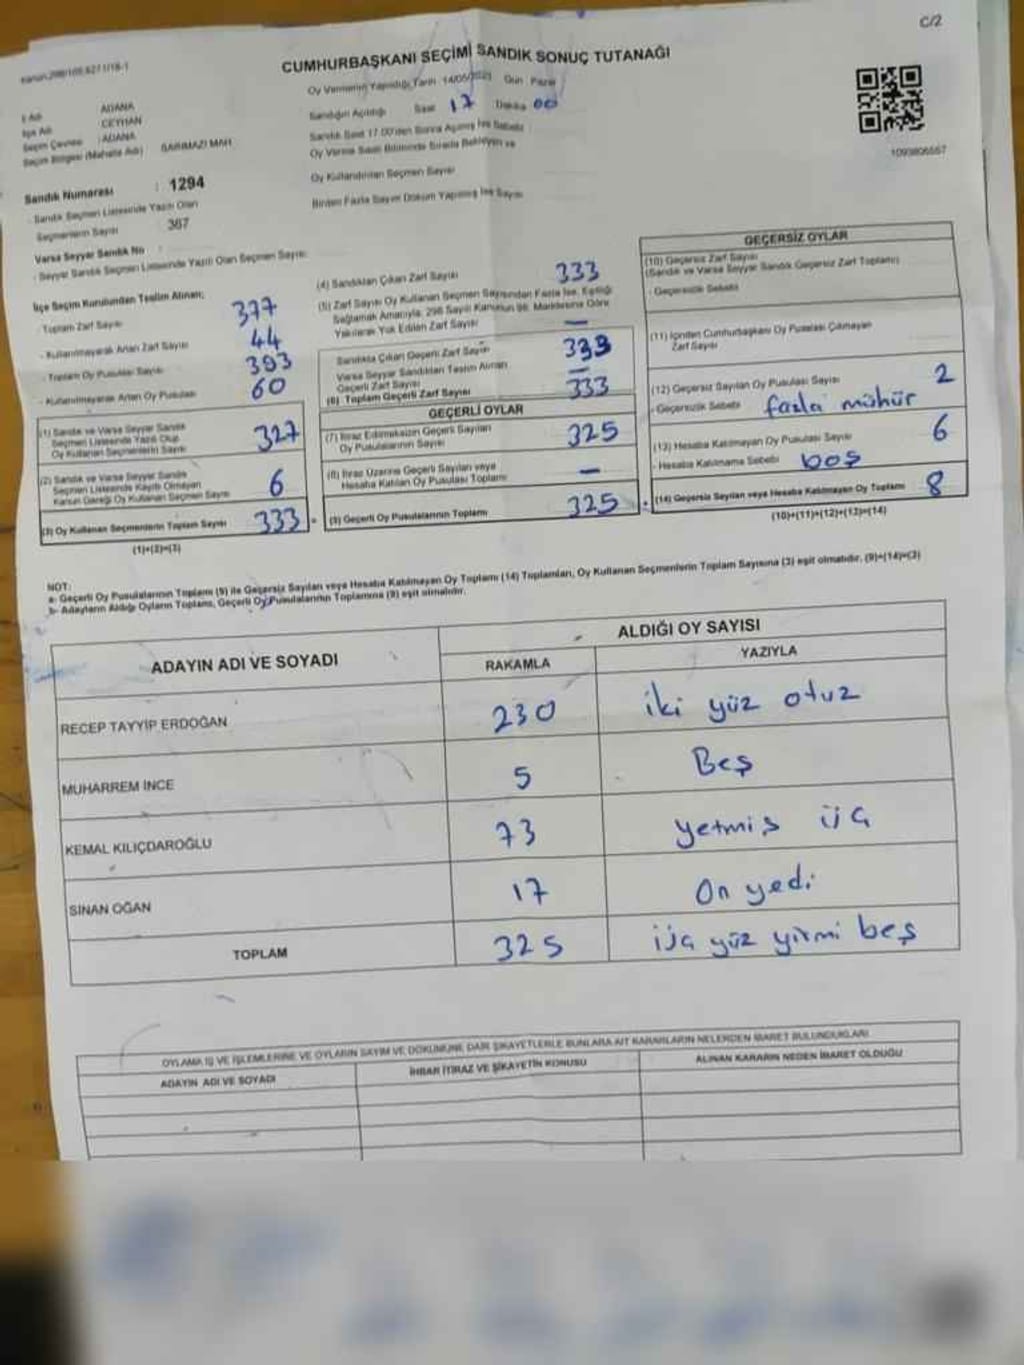 C/2
CUMHURBAŞKANI SEÇİMİ SANDIK SONUÇ TUTANAĞI
Oy Vermenin Yapıldığı Tarih 14/05/2023 Gün Pazar
Sandığın Açıldığı Saat 17 Dakika 00
Sandık Saat 17.00'den Sonra Açılmış İse Sebebi
Oy Verme Saati Bitiminde Sırada Bekleyen ve
Oy Kullandırılan Seçmen Sayısı
Birden Fazla Sayım Döküm Yapılmış İse Sayısı
1093806557
İl Adı ADANA
İlçe Adı CEYHAN
Seçim Çevresi : ADANA
Seçim Bölgesi (Mahalle Adı) SARIMAZI MAH.
Sandık Numarası : 1294
- Sandık Seçmen Listesinde Yazılı Olan
Seçmenlerin Sayısı 367
Varsa Seyyar Sandık No :
- Seyyar Sandık Seçmen Listesinde Yazılı Olan Seçmen Sayısı:
İlçe Seçim Kurulundan Teslim Alınan;
- Toplam Zarf Sayısı 377
- Kullanılmayarak Artan Zarf Sayısı 44
- Toplam Oy Pusulası Sayısı 393
- Kullanılmayarak Artan Oy Pusulası 60
(1) Sandık ve Varsa Seyyar Sandık
Seçmen Listesinde Yazılı Olup
Oy Kullanan Seçmenlerin Sayısı 327
(2) Sandık ve Varsa Seyyar Sandık
Seçmen Listesinde Kayıtlı Olmayan
Kanun Gereği Oy Kullanan Seçmen Sayısı 6
(3) Oy Kullanan Seçmenlerin Toplam Sayısı 333
(1)+(2)=(3)
(4) Sandıktan Çıkan Zarf Sayısı 333
(5) Zarf Sayısı Oy Kullanan Seçmen Sayısından Fazla İse, Eşitliği
Sağlamak Amacıyla, 298 Sayılı Kanunun 98. Maddesine Göre
Yakılarak Yok Edilen Zarf Sayısı —
Sandıkta Çıkan Geçerli Zarf Sayısı 333
Varsa Seyyar Sandıktan Teslim Alınan
Geçerli Zarf Sayısı —
(6) Toplam Geçerli Zarf Sayısı 333
GEÇERLİ OYLAR
(7) İtiraz Edilmeksizin Geçerli Sayılan
Oy Pusulalarının Sayısı 325
(8) İtiraz Üzerine Geçerli Sayılan veya
Hesaba Katılan Oy Pusulası Toplamı —
(9) Geçerli Oy Pusulalarının Toplamı 325
GEÇERSİZ OYLAR
(10) Geçersiz Zarf Sayısı
(Sandık ve Varsa Seyyar Sandık Geçersiz Zarf Toplamı)
- Geçersizlik Sebebi
(11) İçinden Cumhurbaşkanı Oy Pusulası Çıkmayan
Zarf Sayısı
(12) Geçersiz Sayılan Oy Pusulası Sayısı 2
- Geçersizlik Sebebi fazla mühür
(13) Hesaba Katılmayan Oy Pusulası Sayısı 6
- Hesaba Katılmama Sebebi boş
(14) Geçersiz Sayılan veya Hesaba Katılmayan Oy Toplamı 8
(10)+(11)+(12)+(13)=(14)
NOT:
a- Geçerli Oy Pusulalarının Toplamı (9) ile Geçersiz Sayılan veya Hesaba Katılmayan Oy Toplamı (14) Toplamları, Oy Kullanan Seçmenlerin Toplam Sayısına (3) eşit olmalıdır. (9)+(14)=(3)
b- Adayların Aldığı Oyların Toplamı, Geçerli Oy Pusulalarının Toplamına (9) eşit olmalıdır.
ADAYIN ADI VE SOYADI ALDIĞI OY SAYISI
RAKAMLA YAZIYLA
RECEP TAYYİP ERDOĞAN 230 iki yüz otuz
MUHARREM İNCE 5 Beş
KEMAL KILIÇDAROĞLU 73 yetmiş üç
SİNAN OĞAN 17 On yedi
TOPLAM 325 üç yüz yirmi beş
OYLAMA İŞ VE İŞLEMLERİNE VE OYLARIN SAYIM VE DÖKÜMÜNE DAİR ŞİKAYETLERLE BUNLARA AİT KARARLARIN NELERDEN İBARET BULUNDUKLARI
ADAYIN ADI VE SOYADI İHBAR İTİRAZ VE ŞİKAYETİN KONUSU ALINAN KARARIN NEDEN İBARET OLDUĞU